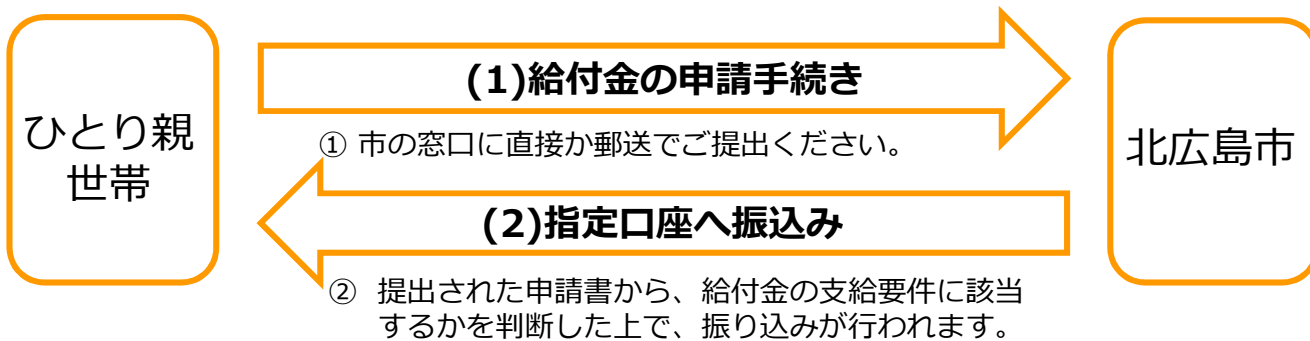 ひとり親
世帯
(1)給付金の申請手続き
① 市の窓口に直接か郵送でご提出ください。
(2)指定口座へ振込み
② 提出された申請書から、給付金の支給要件に該当
するかを判断した上で、振り込みが行われます。
北広島市